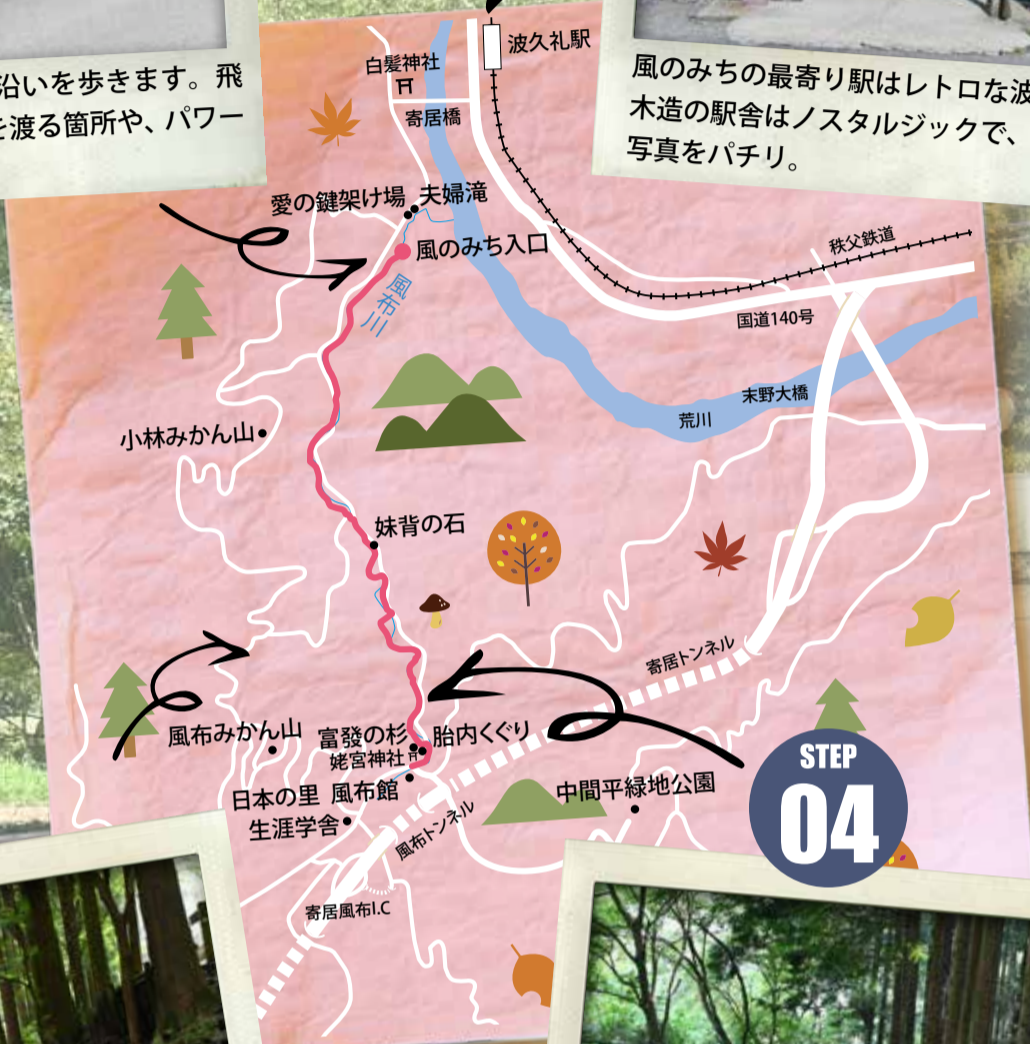 沿いを歩きます。飛
を渡る箇所や、パワー
風のみちの最寄り駅はレトロな波
木造の駅舎はノスタルジックで、
写真をパチリ。
波久礼駅
白髪神社
寄居橋
愛の鍵架け場
夫婦滝
風のみち入口
風布川
秩父鉄道
国道140号
末野大橋
荒川
小林みかん山
妹背の石
寄居トンネル
風布みかん山
富發の杉
胎内くぐり
姥宮神社
日本の里 風布館
生涯学舎
風布トンネル
中間平緑地公園
寄居風布I.C
STEP
04